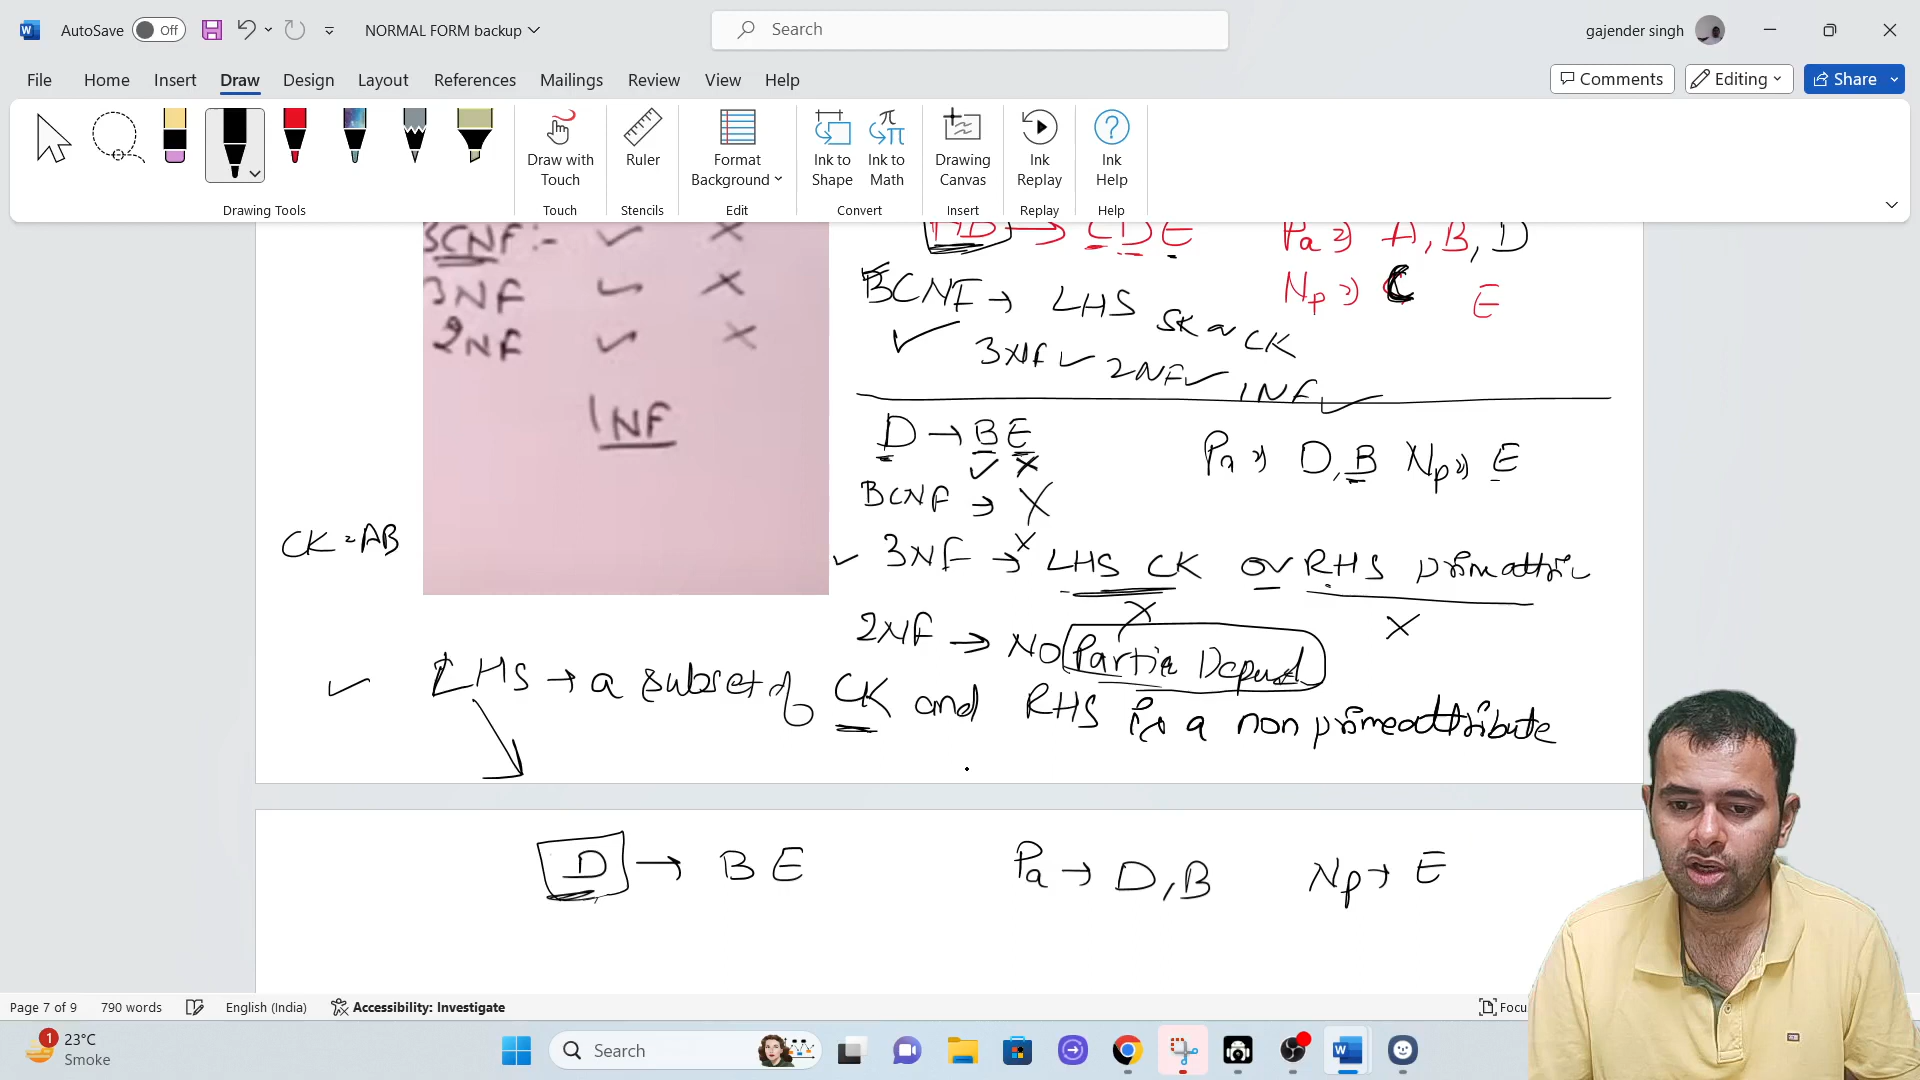 AutoSave Off NORMAL FORM backup Search gajender singh
File Home Insert Draw Design Layout References Mailings Review View Help Comments Editing Share
Draw with Touch Ruler Format Background Ink to Shape Ink to Math Drawing Canvas Ink Replay Ink Help
Drawing Tools Touch Stencils Edit Convert Insert Replay Help
BCNF:- ✓ X
3NF ✓ X
2NF ✓ X
1NF
AB → CDE Pa ⇒ A, B, D
BCNF → LHS SK or CK Np ⇒ C E
✓ 3NF ✓ 2NF ✓ 1NF ✓
D → BE Pa ⇒ D, B Np ⇒ E
✓ X
BCNF → X
CK = AB
✓ 3NF → X LHS CK or RHS
X X
2NF → NO
✓ LHS → a subset of CK and RHS is a non prime attribute
D → B E Pa → D, B Np → E
Page 7 of 9 790 words English (India) Accessibility: Investigate Focu
1 23°C
Smoke
Search